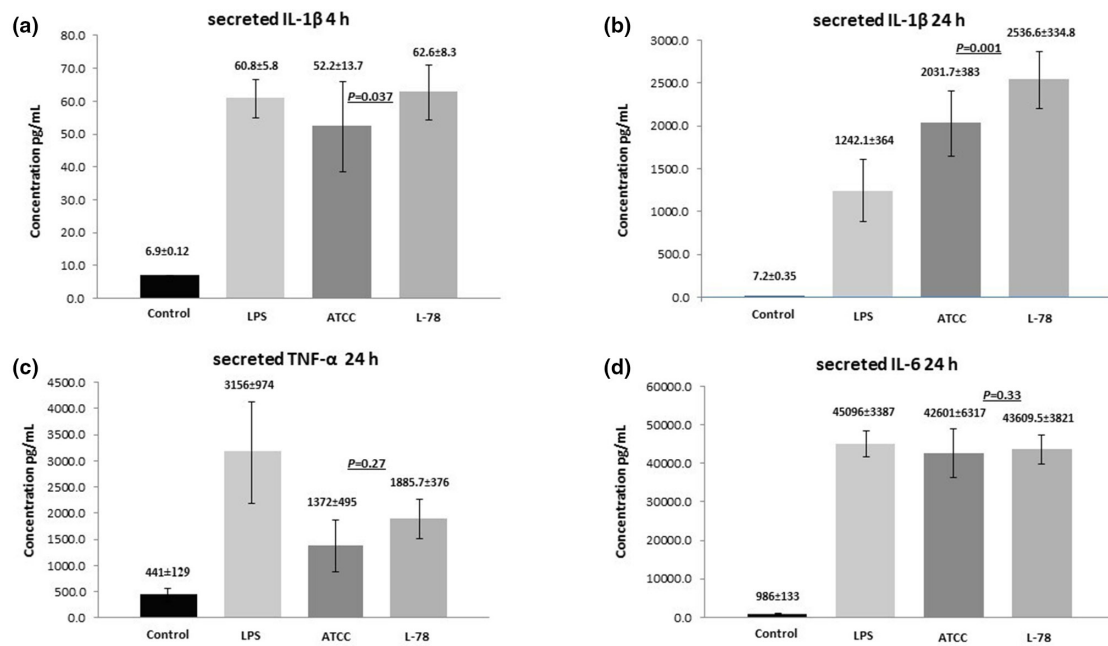 (a)
secreted IL-1β 4 h
Concentration pg/mL
80.0
70.0
60.0
50.0
40.0
30.0
20.0
10.0
0.0
6.9±0.12
60.8±5.8
52.2±13.7
P=0.037
62.6±8.3
Control
LPS
ATCC
L-78
(b)
secreted IL-1β 24 h
Concentration pg/mL
3000.0
2500.0
2000.0
1500.0
1000.0
500.0
0.0
7.2±0.35
1242.1±364
2031.7±383
P=0.001
2536.6±334.8
Control
LPS
ATCC
L-78
(c)
secreted TNF-α 24 h
Concentration pg/mL
4500.0
4000.0
3500.0
3000.0
2500.0
2000.0
1500.0
1000.0
500.0
0.0
441±129
3156±974
1372±495
P=0.27
1885.7±376
Control
LPS
ATCC
L-78
(d)
secreted IL-6 24 h
Concentration pg/mL
60000.0
50000.0
40000.0
30000.0
20000.0
10000.0
0.0
986±133
45096±3387
42601±6317
P=0.33
43609.5±3821
Control
LPS
ATCC
L-78